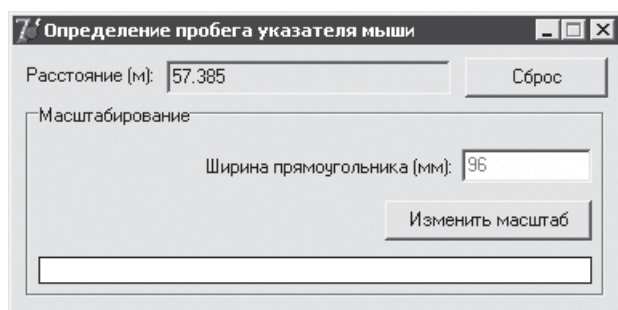 Определение пробега указателя мыши
Расстояние (м): 57.385 Сброс
Масштабирование
Ширина прямоугольника (мм): 96
Изменить масштаб